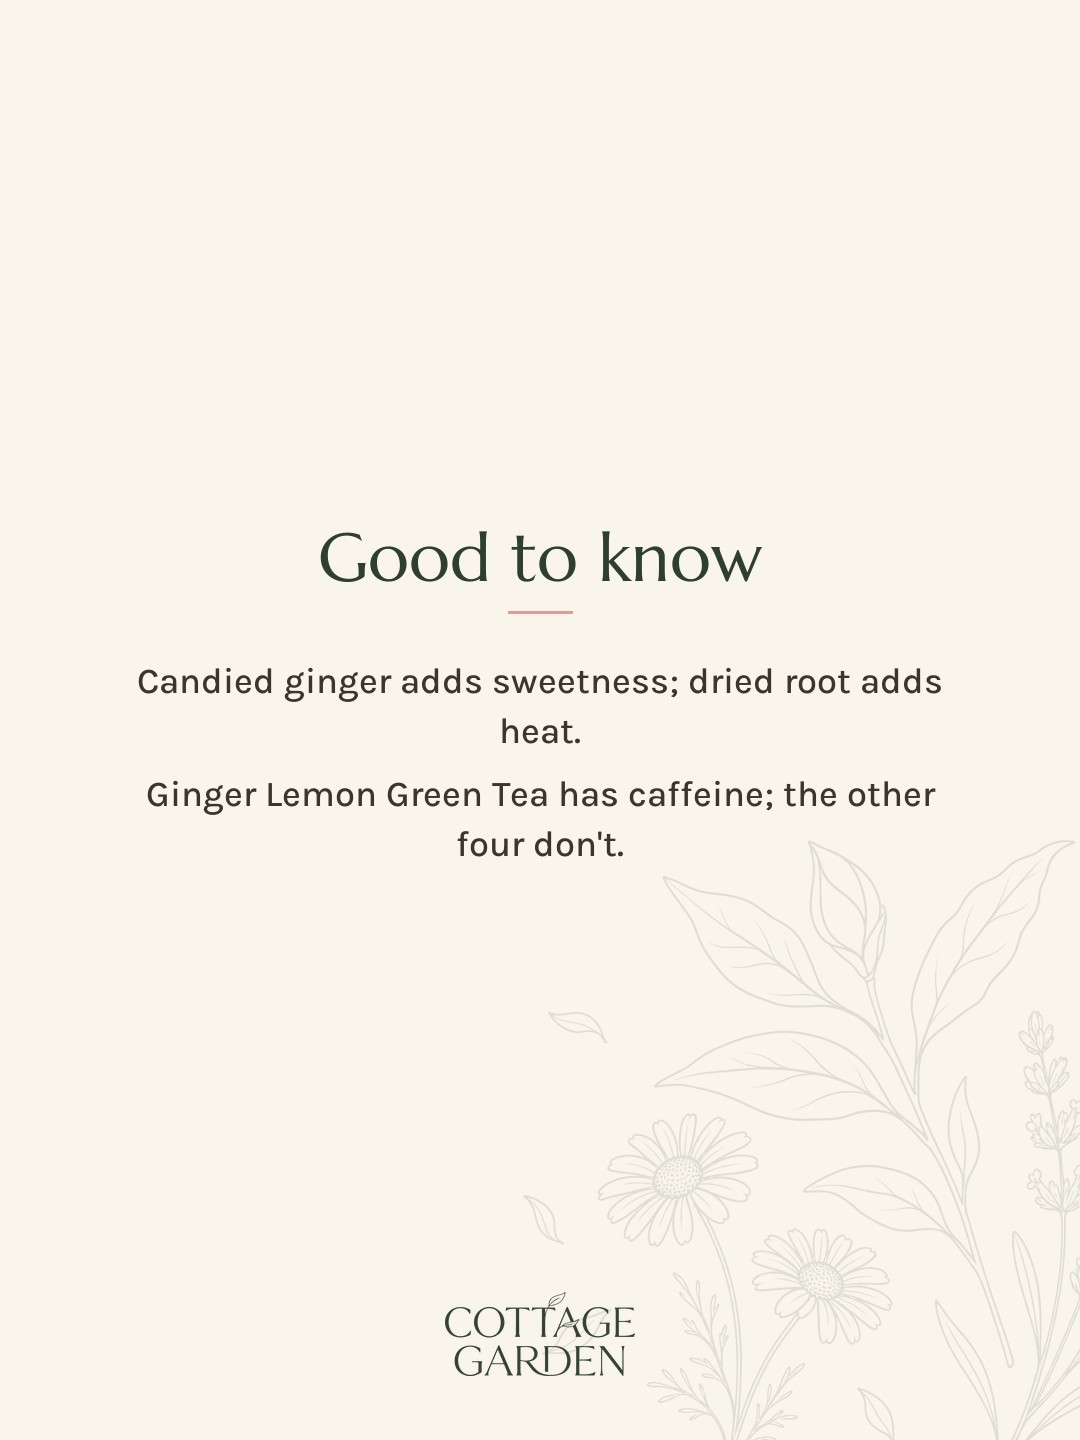 Good to know
Candied ginger adds sweetness; dried root adds
heat.
Ginger Lemon Green Tea has caffeine; the other
four don't.
COTTAGE
GARDEN